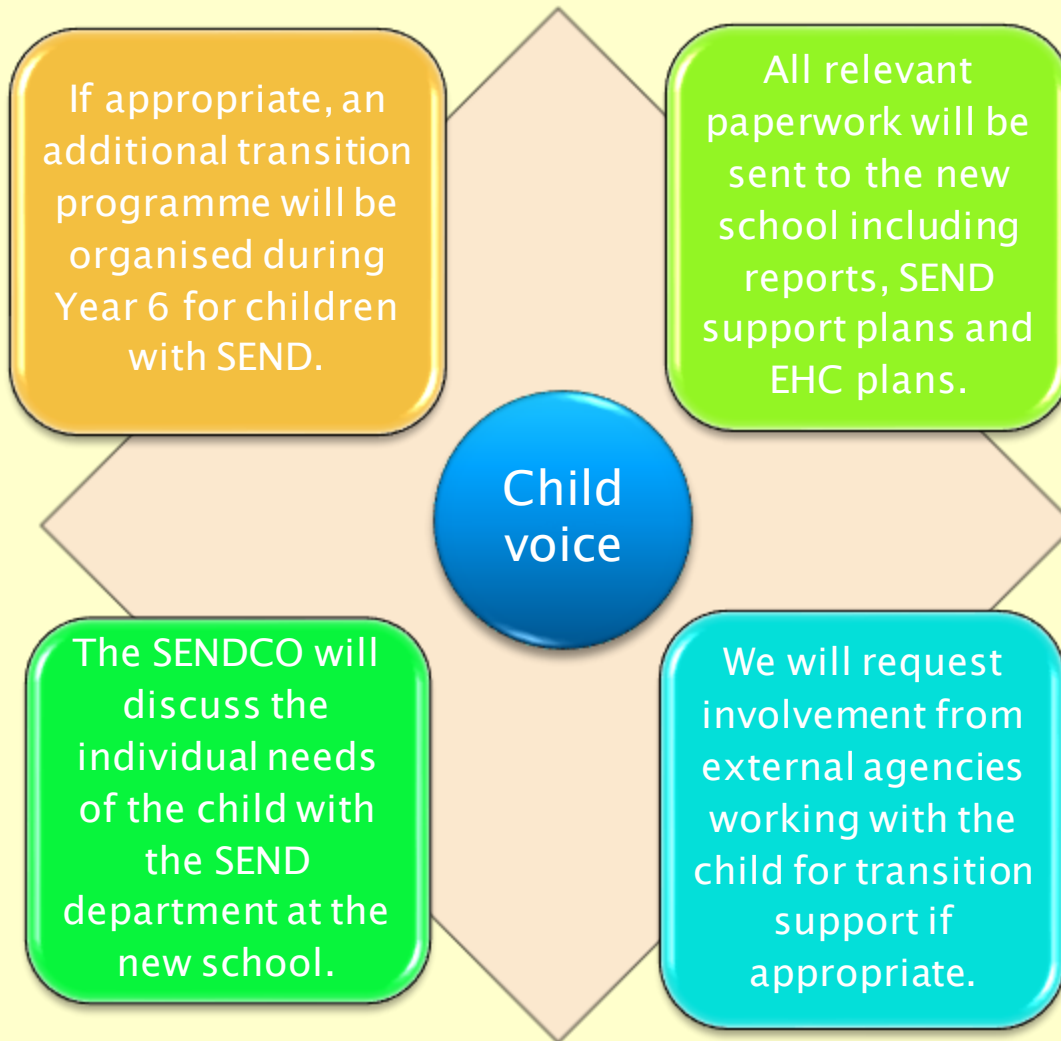 If appropriate, an
additional transition
programme will be
organised during
Year 6 for children
with SEND.
All relevant
paperwork will be
sent to the new
school including
reports, SEND
support plans and
EHC plans.
Child
voice
The SENDCO will
discuss the
individual needs
of the child with
the SEND
department at the
new school.
We will request
involvement from
external agencies
working with the
child for transition
support if
appropriate.